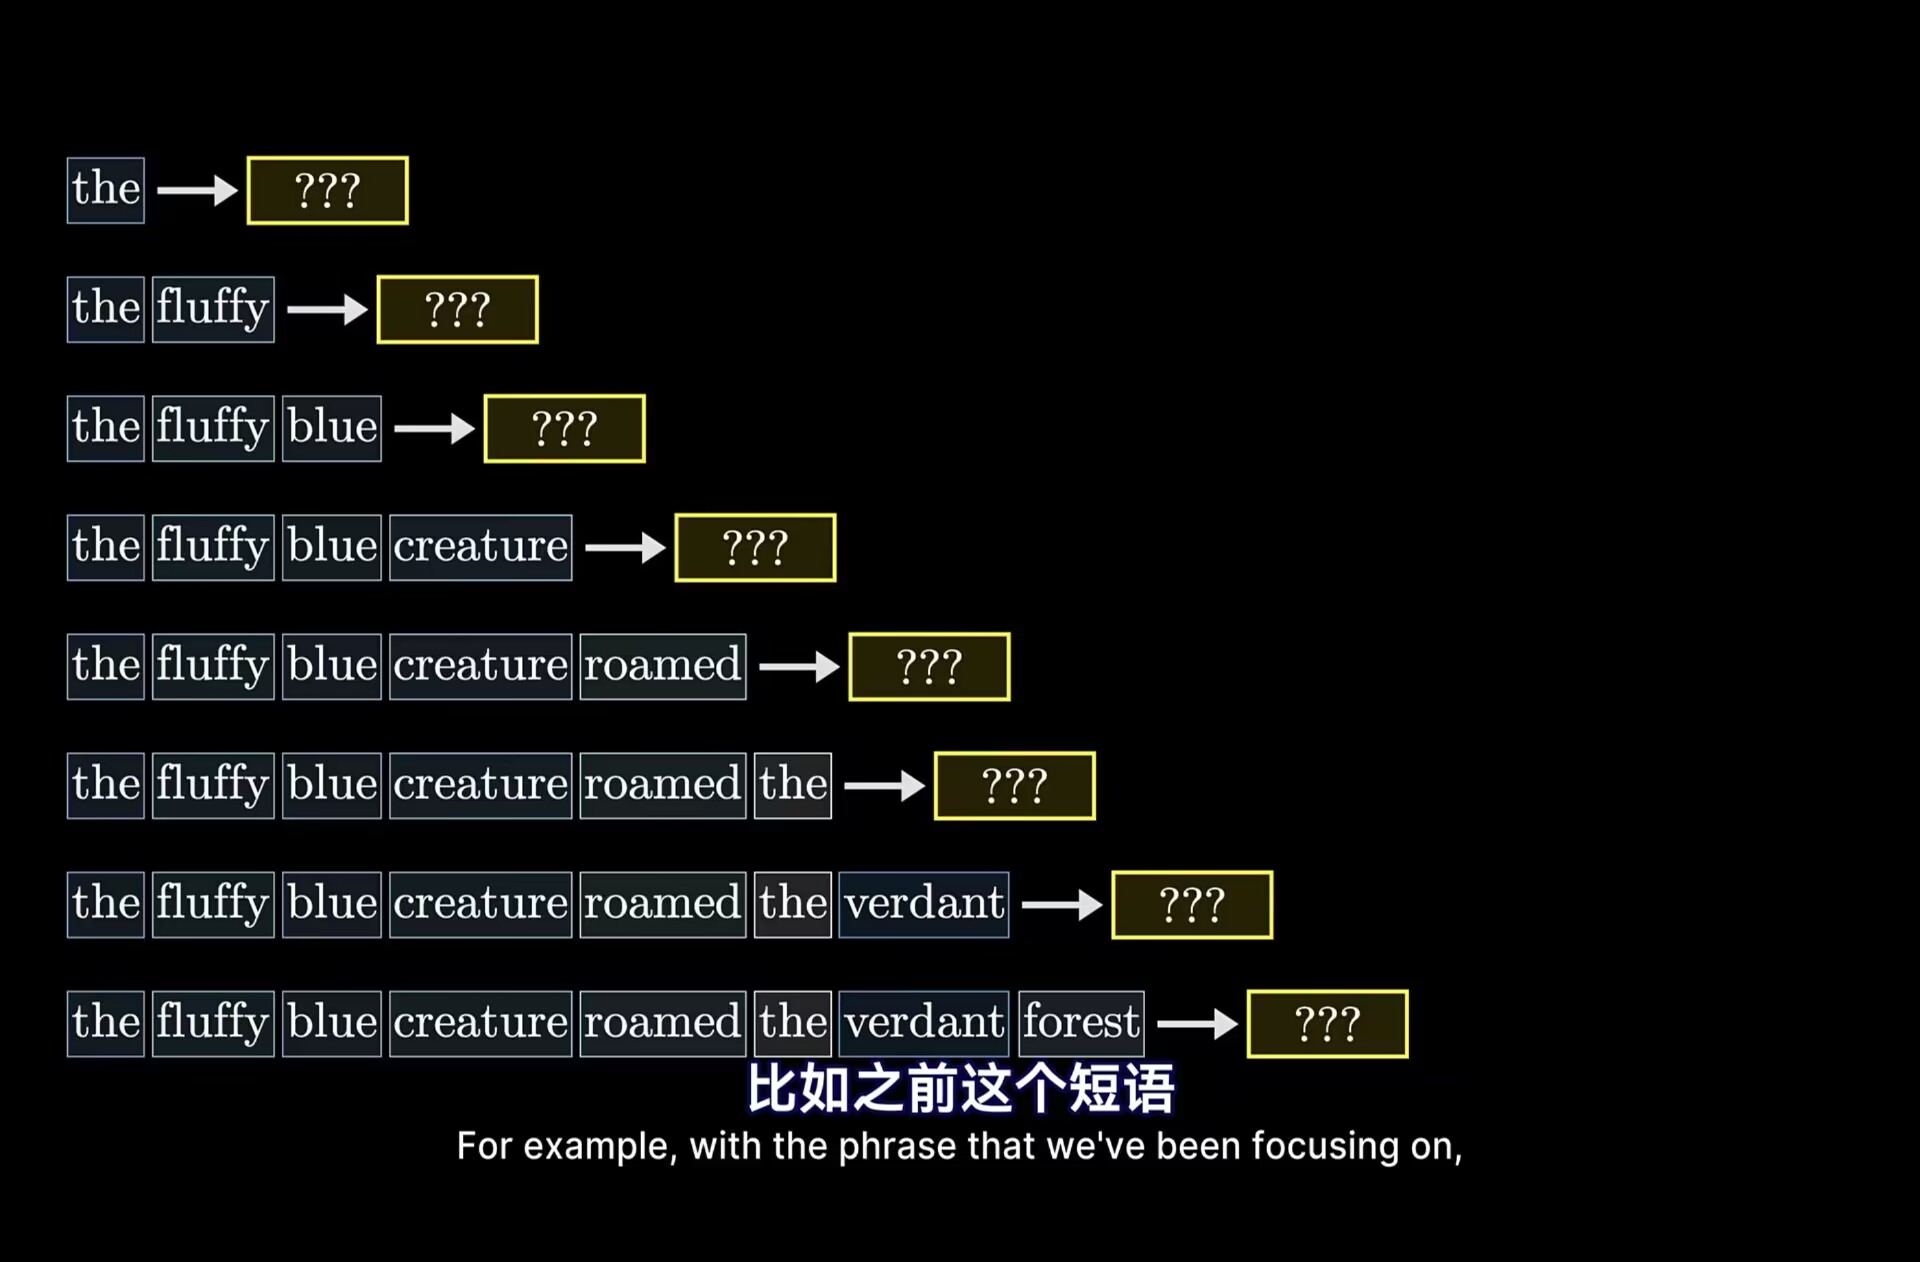 the ???
the fluffy ???
the fluffy blue ???
the fluffy blue creature ???
the fluffy blue creature roamed ???
the fluffy blue creature roamed the ???
the fluffy blue creature roamed the verdant ???
the fluffy blue creature roamed the verdant forest ???
比如之前这个短语
For example, with the phrase that we've been focusing on,